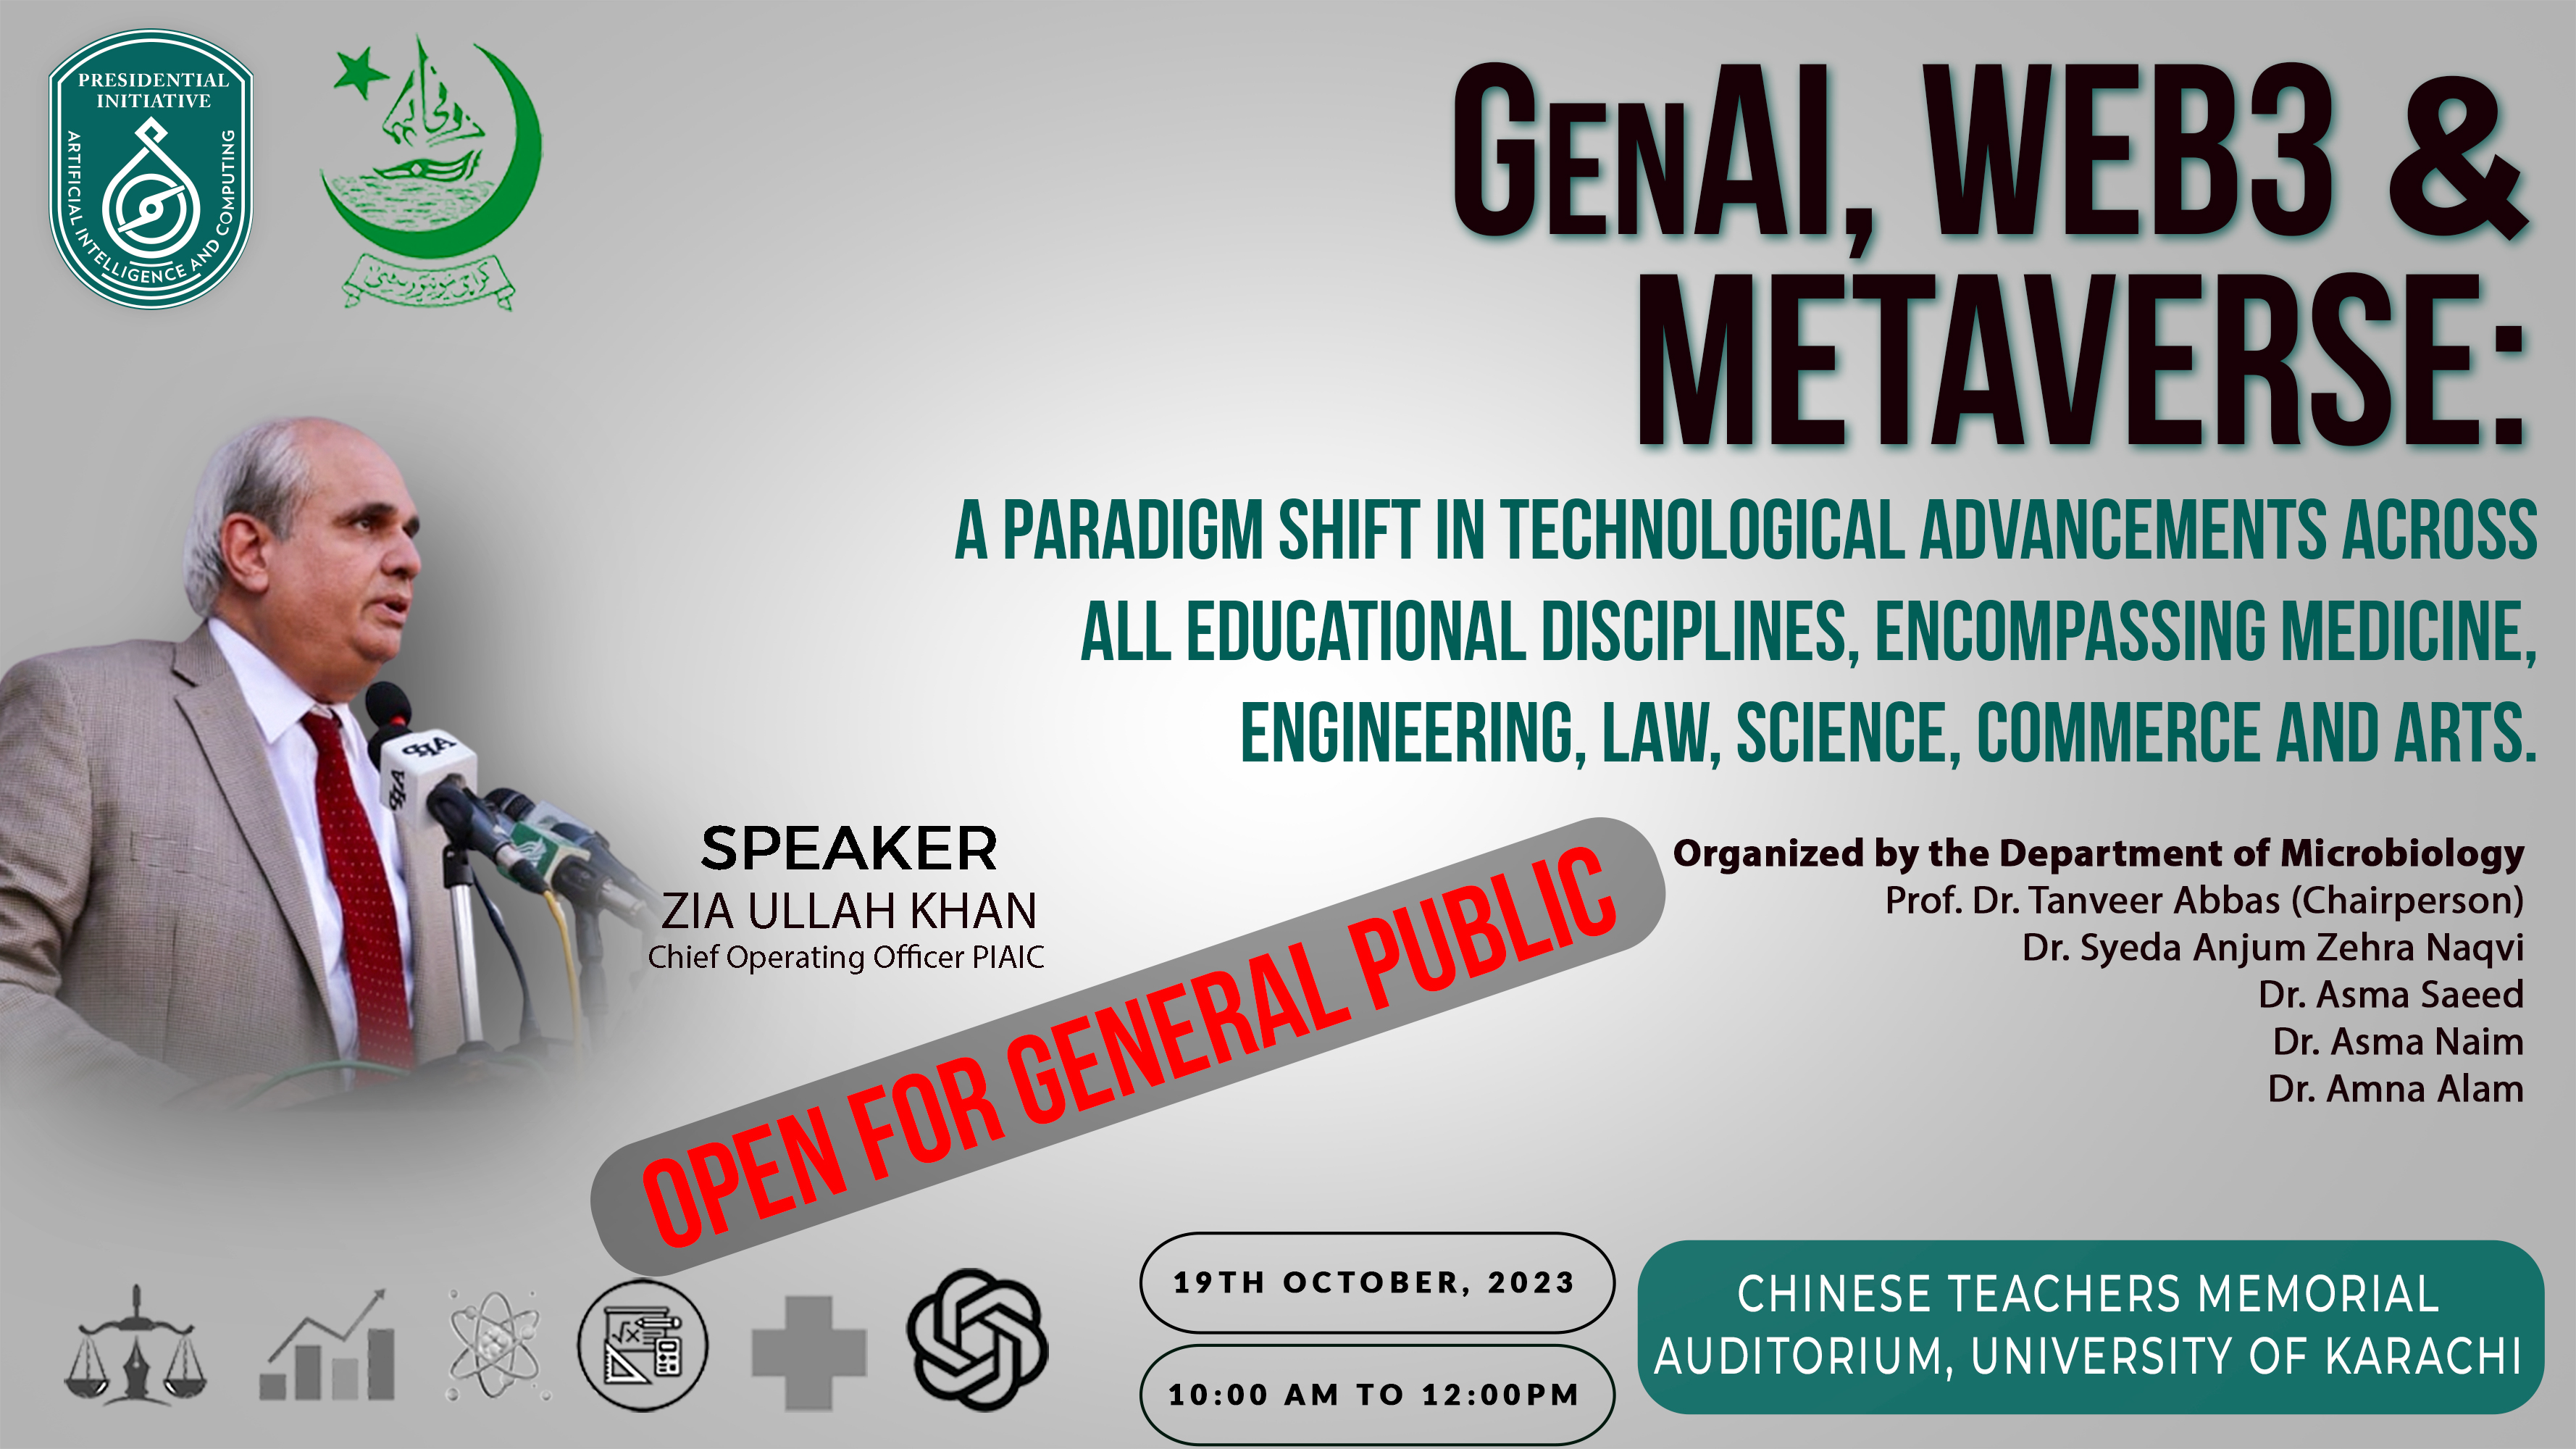 PRESIDENTIAL
INITIATIVE
ARTIFICIAL INTELLIGENCE AND COMPUTING
GENAI, WEB3 &
METAVERSE:
A PARADIGM SHIFT IN TECHNOLOGICAL ADVANCEMENTS ACROSS
ALL EDUCATIONAL DISCIPLINES, ENCOMPASSING MEDICINE,
ENGINEERING, LAW, SCIENCE, COMMERCE AND ARTS.
SPEAKER
ZIA ULLAH KHAN
Chief Operating Officer PIAIC
OPEN FOR GENERAL PUBLIC
Organized by the Department of Microbiology
Prof. Dr. Tanveer Abbas (Chairperson)
Dr. Syeda Anjum Zehra Naqvi
Dr. Asma Saeed
Dr. Asma Naim
Dr. Amna Alam
19TH OCTOBER, 2023
10:00 AM TO 12:00PM
CHINESE TEACHERS MEMORIAL
AUDITORIUM, UNIVERSITY OF KARACHI